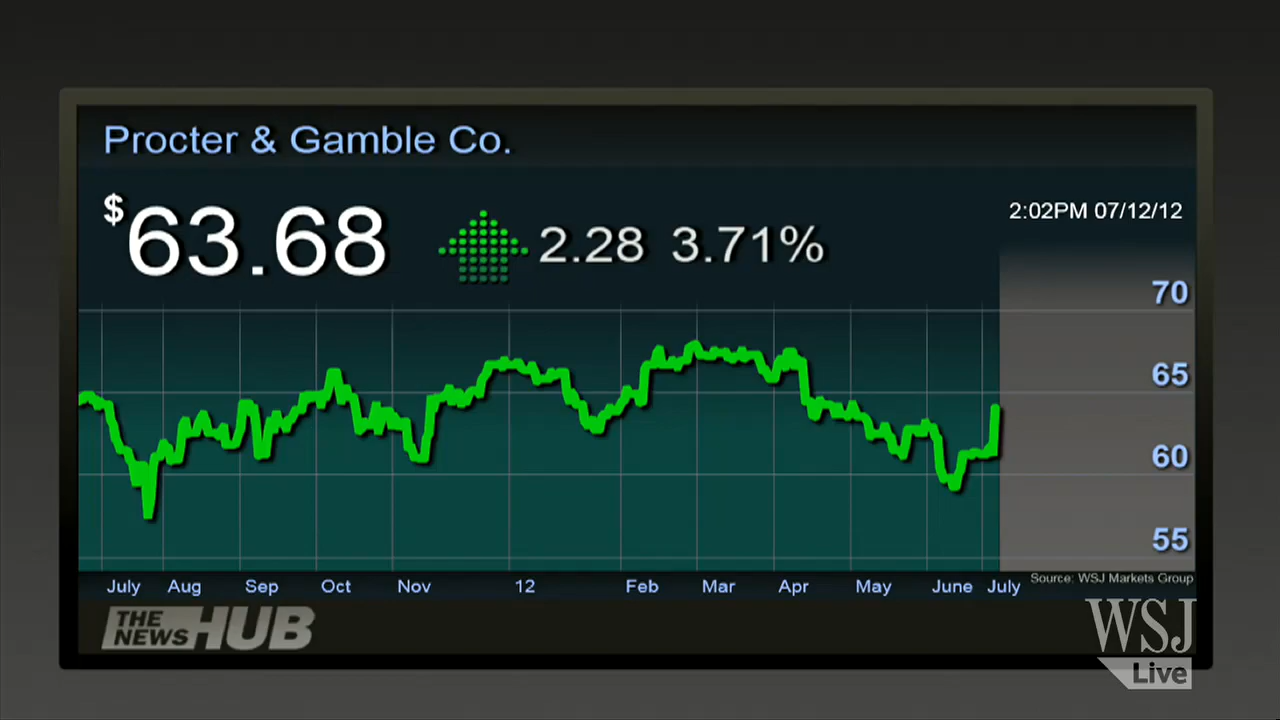 Procter & Gamble Co.
$63.68
2.28 3.71%
2:02PM 07/12/12
70
65
60
55
July Aug Sep Oct Nov 12 Feb Mar Apr May June July
Source: WSJ Markets Group
THE NEWS HUB
WSJ
Live